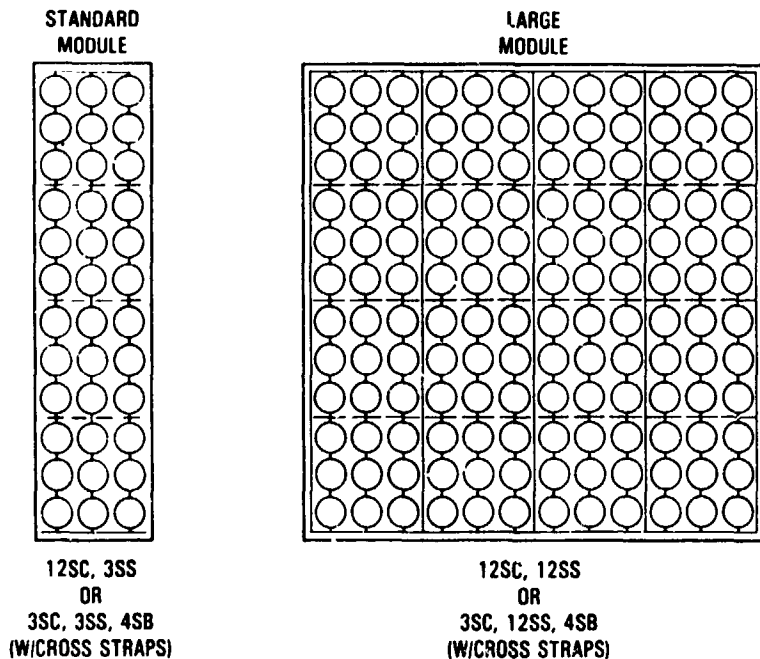 STANDARD
MODULE
12SC, 3SS
OR
3SC, 3SS, 4SB
(W/CROSS STRAPS)
LARGE
MODULE
12SC, 12SS
OR
3SC, 12SS, 4SB
(W/CROSS STRAPS)